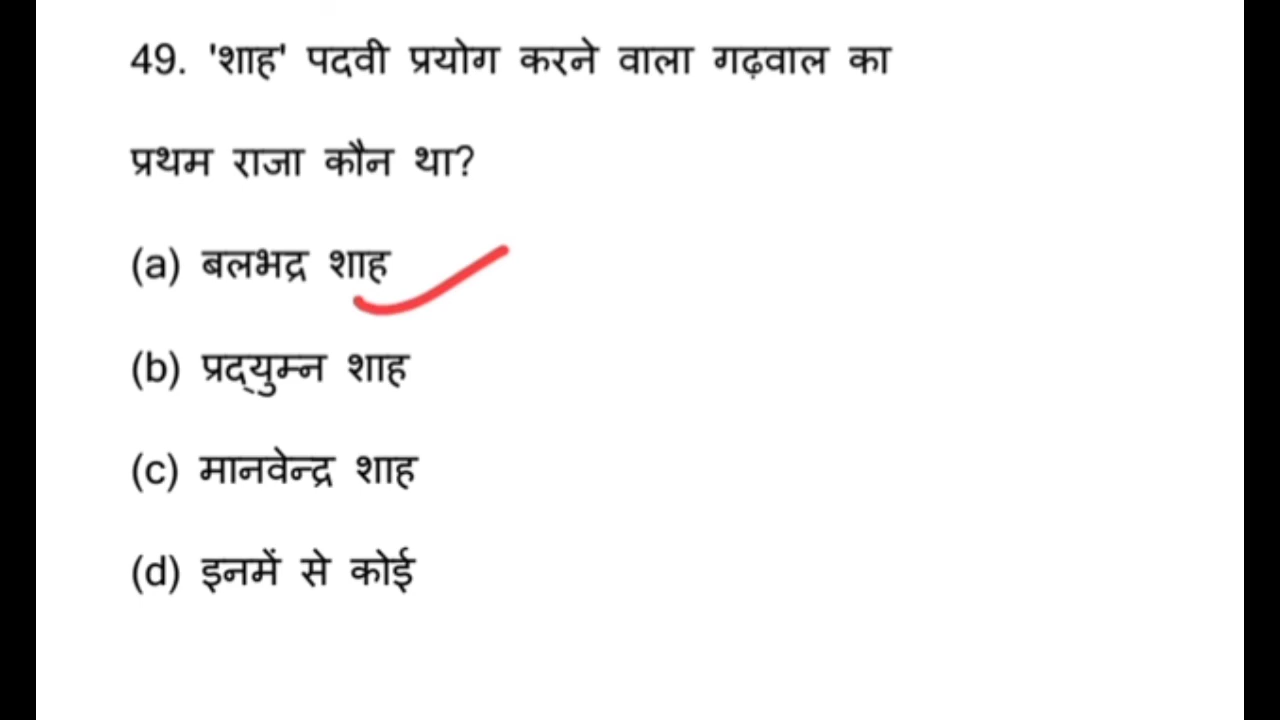 49. 'शाह' पदवी प्रयोग करने वाला गढ़वाल का
प्रथम राजा कौन था?
(a) बलभद्र शाह
(b) प्रद्युम्न शाह
(c) मानवेन्द्र शाह
(d) इनमें से कोई